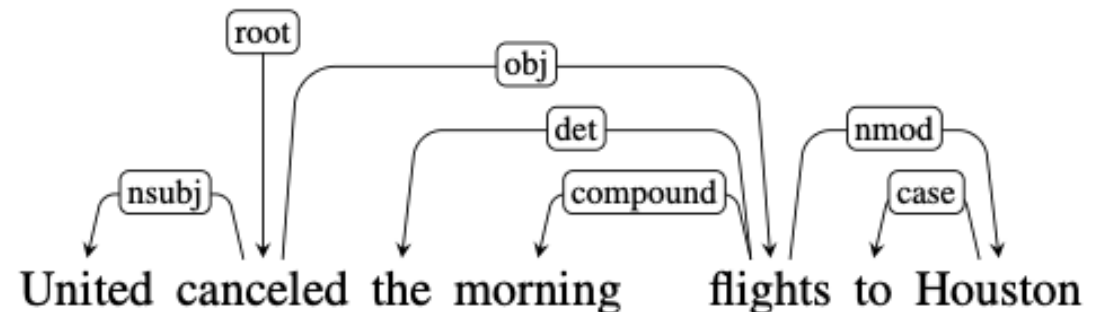 root
obj
det nmod
nsubj compound case
United canceled the morning flights to Houston